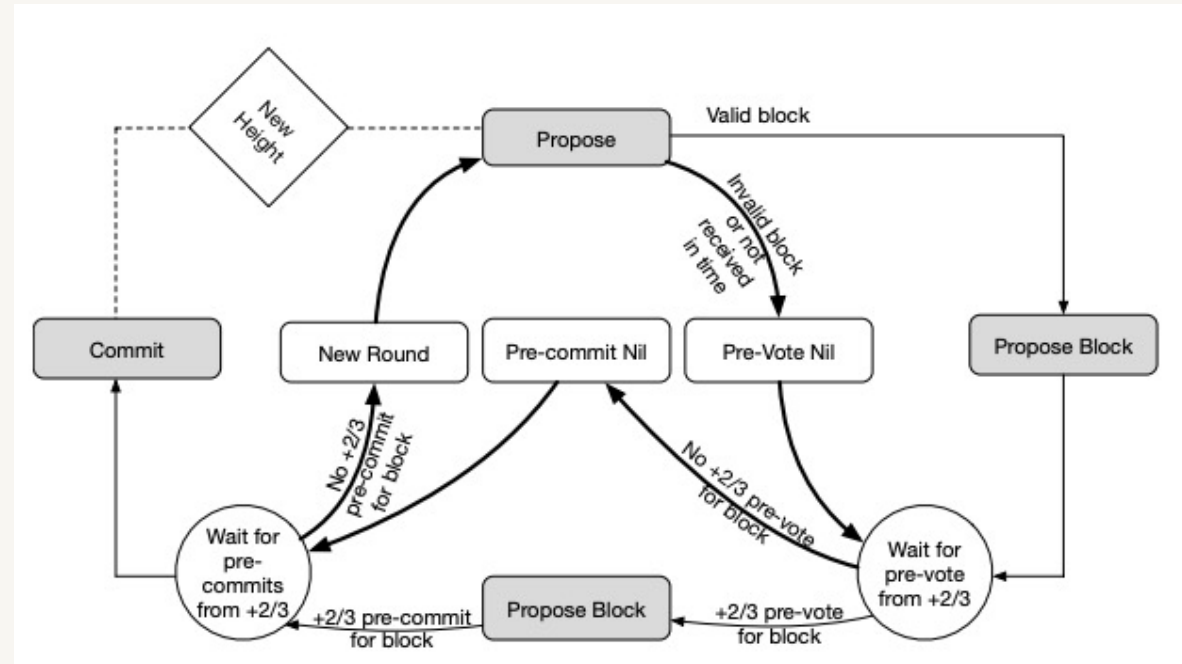 New
Height
Propose
Valid block
Invalid block
or not
received
in time
Commit
New Round
Pre-commit Nil
Pre-Vote Nil
Propose Block
No +2/3
pre-commit
for block
No +2/3 pre-vote
for block
Wait for
pre-
commits
from +2/3
+2/3 pre-commit
for block
Propose Block
+2/3 pre-vote
for block
Wait for
pre-vote
from +2/3